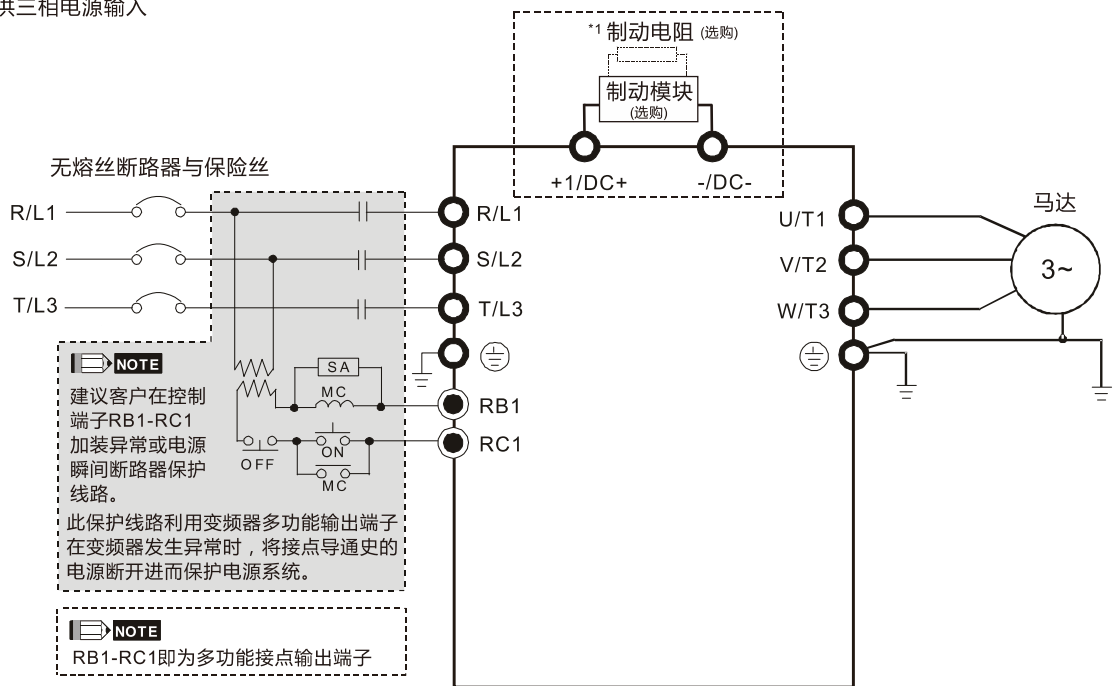 供三相电源输入
*1 制动电阻 (选购)
制动模块
(选购)
+1/DC+ -/DC-
无熔丝断路器与保险丝
R/L1 R/L1 U/T1 马达
S/L2 S/L2 V/T2 3~
T/L3 T/L3 W/T3
NOTE
建议客户在控制
端子RB1-RC1
加装异常或电源
瞬间断路器保护
线路。
SA
MC
RB1
OFF ON RC1
MC
此保护线路利用变频器多功能输出端子
在变频器发生异常时，将接点导通史的
电源断开进而保护电源系统。
NOTE
RB1-RC1即为多功能接点输出端子